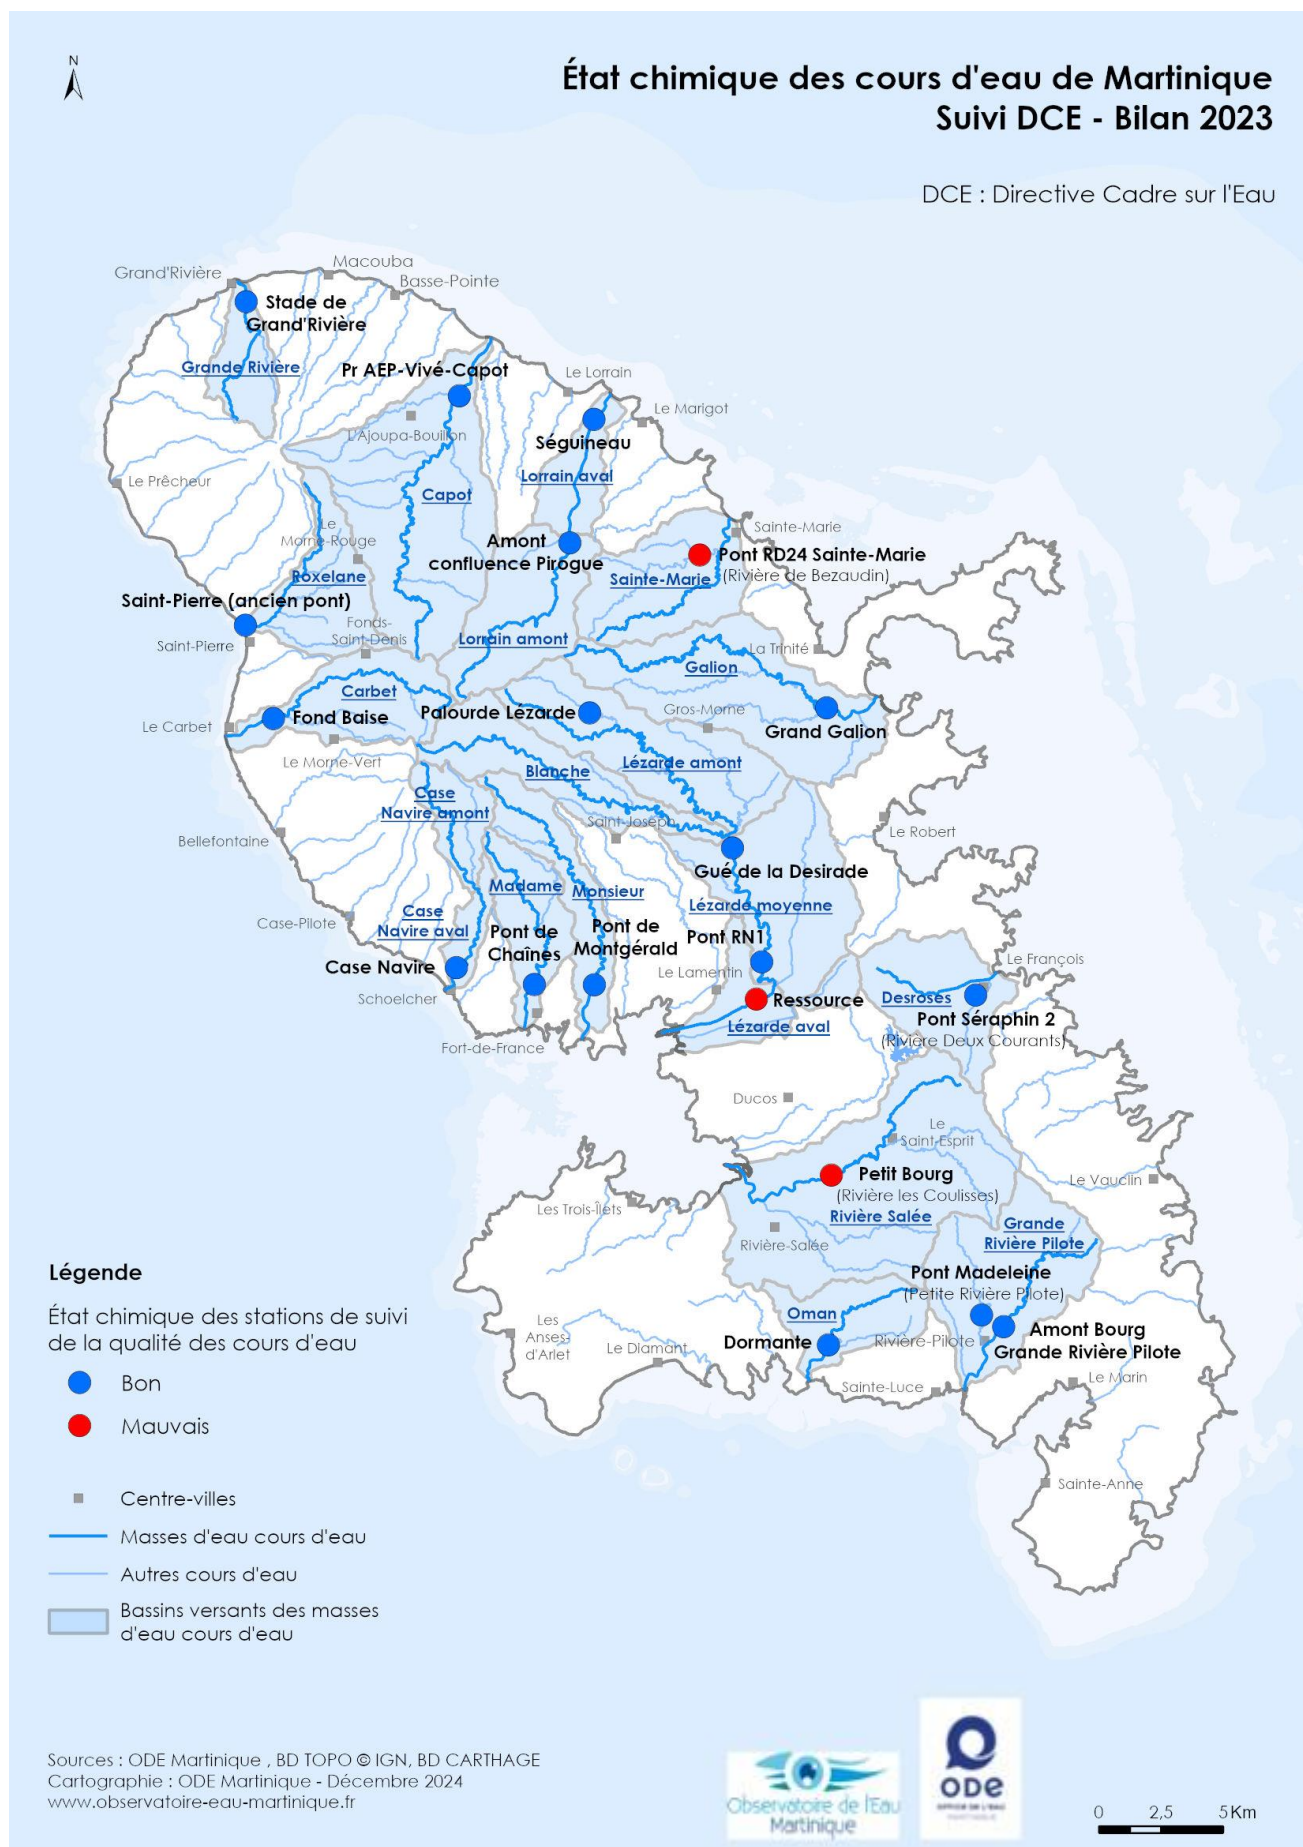 N
État chimique des cours d'eau de Martinique
Suivi DCE - Bilan 2023
DCE : Directive Cadre sur l'Eau
Grand'Rivière
Macouba
Basse-Pointe
Stade de
Grand'Rivière
Grande Rivière
Pr AEP-Vivé-Capot
Le Lorrain
Le Marigot
L'Ajoupa-Bouillon
Séguineau
Lorrain aval
Le Prêcheur
Capot
Le
Morne-Rouge
Amont
confluence Pirogue
Sainte-Marie
Pont RD24 Sainte-Marie
(Rivière de Bezaudin)
Sainte-Marie
Roxelane
Saint-Pierre (ancien pont)
Saint-Pierre
Fonds-
Saint-Denis
Lorrain amont
La Trinité
Galion
Carbet
Le Carbet
Fond Baise
Palourde Lézarde
Gros-Morne
Grand Galion
Le Morne-Vert
Blanche
Lézarde amont
Case
Navire amont
Saint-Joseph
Bellefontaine
Le Robert
Gué de la Desirade
Madame
Monsieur
Lézarde moyenne
Case-Pilote
Case
Navire aval
Pont de
Chaînes
Pont de
Montgérald
Pont RN1
Le François
Case Navire
Le Lamentin
Schoelcher
Ressource
Desroses
Pont Séraphin 2
(Rivière Deux Courants)
Lézarde aval
Fort-de-France
Ducos
Le
Saint-Esprit
Petit Bourg
(Rivière les Coulisses)
Rivière Salée
Le Vauclin
Les Trois-Îlets
Rivière-Salée
Grande
Rivière Pilote
Pont Madeleine
(Petite Rivière Pilote)
Oman
Dormante
Rivière-Pilote
Amont Bourg
Grande Rivière Pilote
Les
Anses-
d'Arlet
Le Diamant
Sainte-Luce
Le Marin
Sainte-Anne
Légende
État chimique des stations de suivi
de la qualité des cours d'eau
Bon
Mauvais
Centre-villes
Masses d'eau cours d'eau
Autres cours d'eau
Bassins versants des masses
d'eau cours d'eau
Sources : ODE Martinique , BD TOPO © IGN, BD CARTHAGE
Cartographie : ODE Martinique - Décembre 2024
www.observatoire-eau-martinique.fr
Observatoire de l'Eau
Martinique
ODE
OFFICE DE L'EAU
MARTINIQUE
0 2,5 5 Km